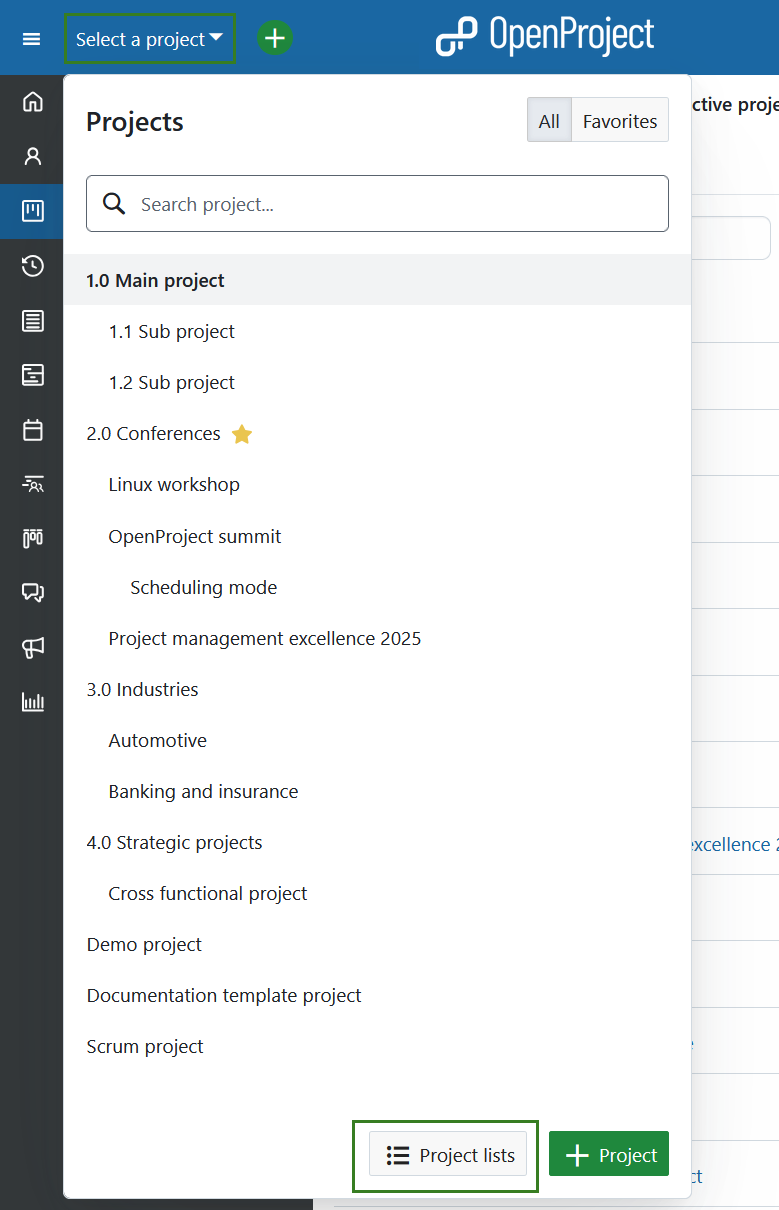 Select a project
OpenProject
Projects
All
Favorites
ctive proje
Search project...
1.0 Main project
1.1 Sub project
1.2 Sub project
2.0 Conferences
Linux workshop
OpenProject summit
Scheduling mode
Project management excellence 2025
3.0 Industries
Automotive
Banking and insurance
4.0 Strategic projects
excellence 2
Cross functional project
Demo project
Documentation template project
Scrum project
Project lists
Project
ct